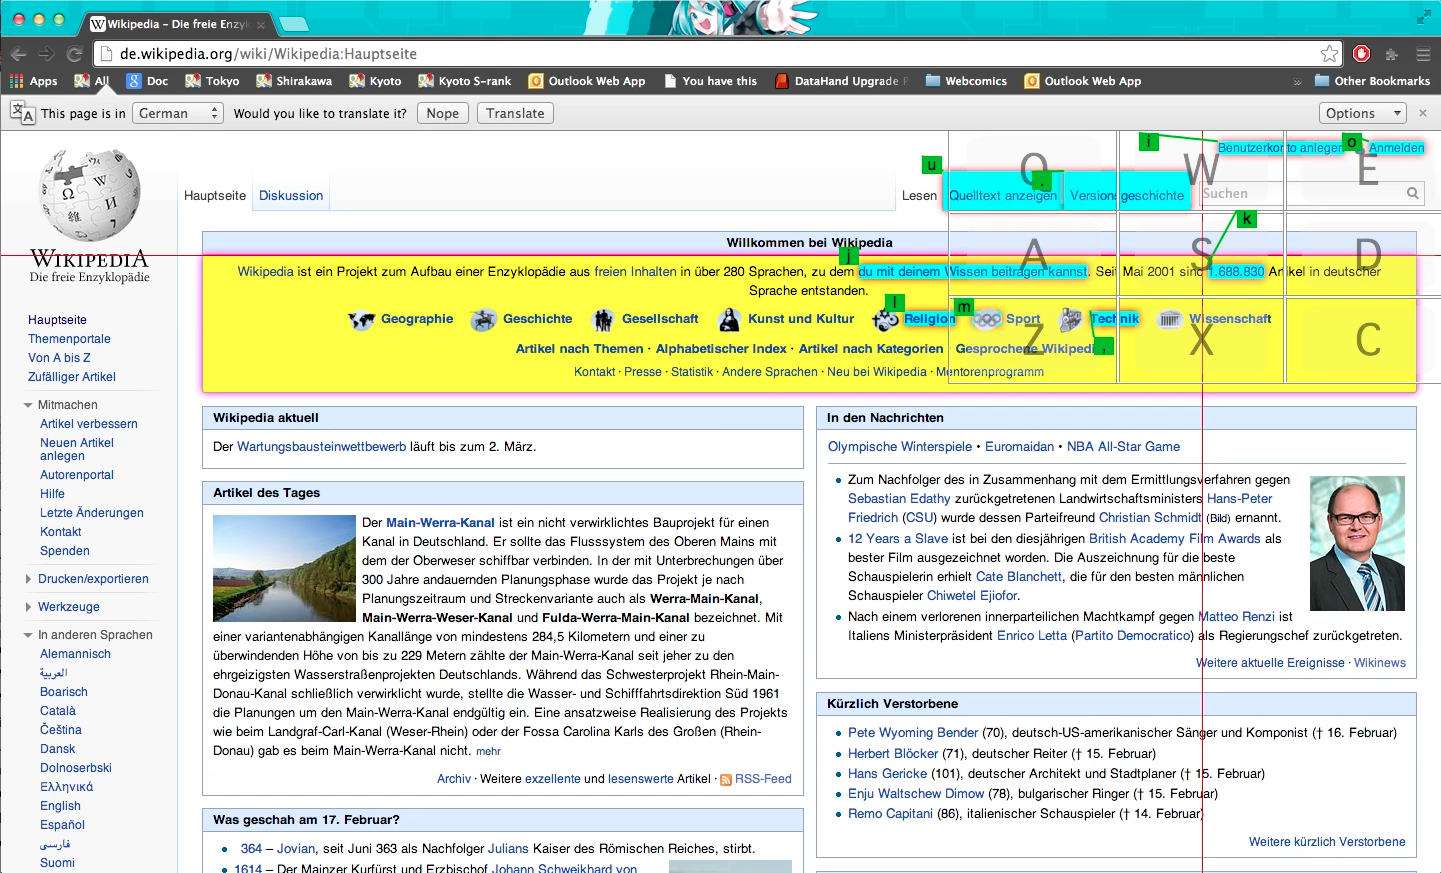 Wikipedia – Die freie Enzyk
de.wikipedia.org/wiki/Wikipedia:Hauptseite
Apps All Doc Tokyo Shirakawa Kyoto Kyoto S-rank Outlook Web App You have this DataHand Upgrade Webcomics Outlook Web App » Other Bookmarks
This page is in German Would you like to translate it? Nope Translate Options ×
i Benutzerkonto anlegen o Anmelden
Q W E
u .
Hauptseite Diskussion Lesen Quelltext anzeigen Versionsgeschichte Suchen
k
WIKIPEDIA
Die freie Enzyklopädie
Willkommen bei Wikipedia
j
A S D
Wikipedia ist ein Projekt zum Aufbau einer Enzyklopädie aus freien Inhalten in über 280 Sprachen, zu dem du mit deinem Wissen beitragen kannst. Seit Mai 2001 sind 1.688.830 Artikel in deutscher
Sprache entstanden.
l m
Geographie Geschichte Gesellschaft Kunst und Kultur Religion Sport Technik Wissenschaft
Z X C
Artikel nach Themen · Alphabetischer Index · Artikel nach Kategorien · Gesprochene Wikipedia
,
Kontakt · Presse · Statistik · Andere Sprachen · Neu bei Wikipedia · Mentorenprogramm
Hauptseite
Themenportale
Von A bis Z
Zufälliger Artikel
Mitmachen
Artikel verbessern
Neuen Artikel
anlegen
Autorenportal
Hilfe
Letzte Änderungen
Kontakt
Spenden
Drucken/exportieren
Werkzeuge
In anderen Sprachen
Alemannisch
العربية
Boarisch
Català
Čeština
Dansk
Dolnoserbski
Ελληνικά
English
Español
فارسی
Suomi
Wikipedia aktuell
Der Wartungsbausteinwettbewerb läuft bis zum 2. März.
Artikel des Tages
Der Main-Werra-Kanal ist ein nicht verwirklichtes Bauprojekt für einen
Kanal in Deutschland. Er sollte das Flusssystem des Oberen Mains mit
dem der Oberweser schiffbar verbinden. In der mit Unterbrechungen über
300 Jahre andauernden Planungsphase wurde das Projekt je nach
Planungszeitraum und Streckenvariante auch als Werra-Main-Kanal,
Main-Werra-Weser-Kanal und Fulda-Werra-Main-Kanal bezeichnet. Mit
einer variantenabhängigen Kanallänge von mindestens 284,5 Kilometern und einer zu
überwindenden Höhe von bis zu 229 Metern zählte der Main-Werra-Kanal seit jeher zu den
ehrgeizigsten Wasserstraßenprojekten Deutschlands. Während das Schwesterprojekt Rhein-Main-
Donau-Kanal schließlich verwirklicht wurde, stellte die Wasser- und Schifffahrtsdirektion Süd 1961
die Planungen um den Main-Werra-Kanal endgültig ein. Eine ansatzweise Realisierung des Projekts
wie beim Landgraf-Carl-Kanal (Weser-Rhein) oder der Fossa Carolina Karls des Großen (Rhein-
Donau) gab es beim Main-Werra-Kanal nicht. mehr
Archiv · Weitere exzellente und lesenswerte Artikel · RSS-Feed
Was geschah am 17. Februar?
364 – Jovian, seit Juni 363 als Nachfolger Julians Kaiser des Römischen Reiches, stirbt.
1614 – Der Mainzer Kurfürst und Erzbischof Johann Schweikhard von
In den Nachrichten
Olympische Winterspiele • Euromaidan • NBA All-Star Game
Zum Nachfolger des in Zusammenhang mit dem Ermittlungsverfahren gegen
Sebastian Edathy zurückgetretenen Landwirtschaftsministers Hans-Peter
Friedrich (CSU) wurde dessen Parteifreund Christian Schmidt (Bild) ernannt.
12 Years a Slave ist bei den diesjährigen British Academy Film Awards als
bester Film ausgezeichnet worden. Die Auszeichnung für die beste
Schauspielerin erhielt Cate Blanchett, die für den besten männlichen
Schauspieler Chiwetel Ejiofor.
Nach einem verlorenen innerparteilichen Machtkampf gegen Matteo Renzi ist
Italiens Ministerpräsident Enrico Letta (Partito Democratico) als Regierungschef zurückgetreten.
Weitere aktuelle Ereignisse · Wikinews
Kürzlich Verstorbene
Pete Wyoming Bender (70), deutsch-US-amerikanischer Sänger und Komponist († 16. Februar)
Herbert Blöcker (71), deutscher Reiter († 15. Februar)
Hans Gericke (101), deutscher Architekt und Stadtplaner († 15. Februar)
Enju Waltschew Dimow (78), bulgarischer Ringer († 15. Februar)
Remo Capitani (86), italienischer Schauspieler († 14. Februar)
Weitere kürzlich Verstorbene